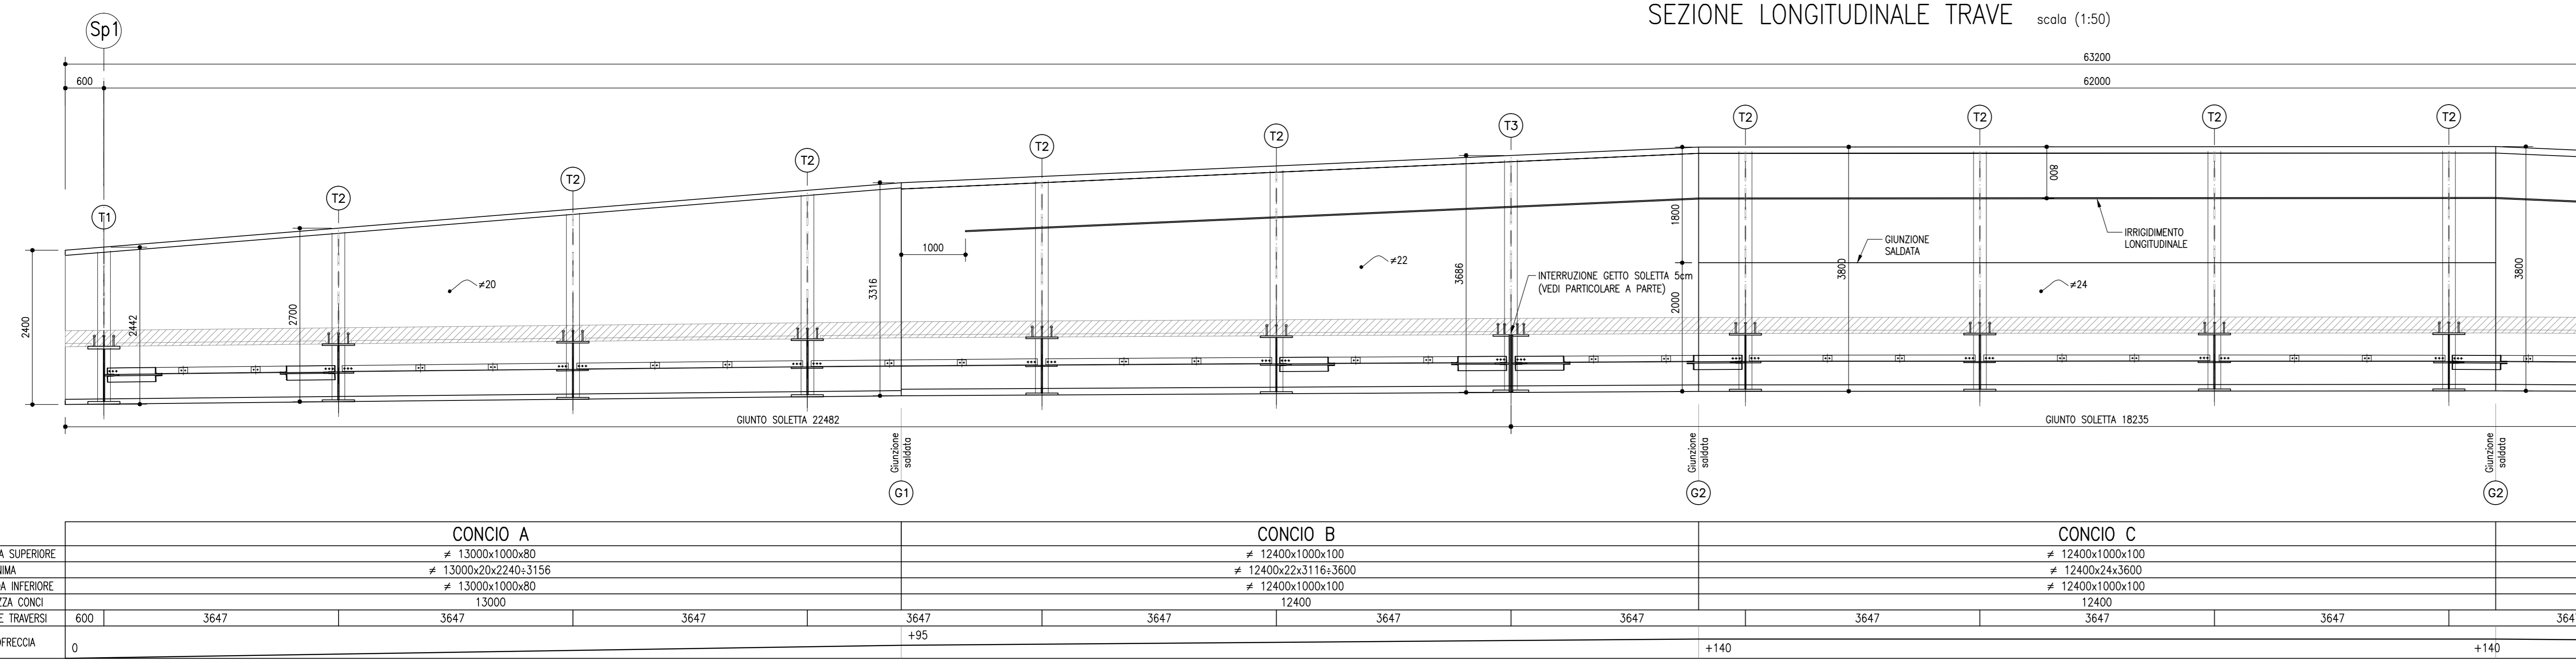 SEZIONE LONGITUDINALE TRAVE scala (1:50)
Sp1
63200
600
62000
T1
T2
T2
T2
T2
T2
T3
T2
T2
T2
T2
2400
2442
2700
≠20
3316
1000
≠22
3686
INTERRUZIONE GETTO SOLETTA 5cm
(VEDI PARTICOLARE A PARTE)
1800
2000
GIUNZIONE
SALDATA
3800
800
IRRIGIDIMENTO
LONGITUDINALE
≠24
3800
GIUNTO SOLETTA 22482
GIUNTO SOLETTA 18235
Giunzione
saldata
Giunzione
saldata
Giunzione
saldata
G1
G2
G2
CONCIO A
CONCIO B
CONCIO C
A SUPERIORE
≠ 13000x1000x80
≠ 12400x1000x100
≠ 12400x1000x100
NIMA
≠ 13000x20x2240÷3156
≠ 12400x22x3116÷3600
≠ 12400x24x3600
DA INFERIORE
≠ 13000x1000x80
≠ 12400x1000x100
≠ 12400x1000x100
ZZA CONCI
13000
12400
12400
E TRAVERSI
600
3647
3647
3647
3647
3647
3647
3647
3647
3647
3647
364
OFRECCIA
0
+95
+140
+140